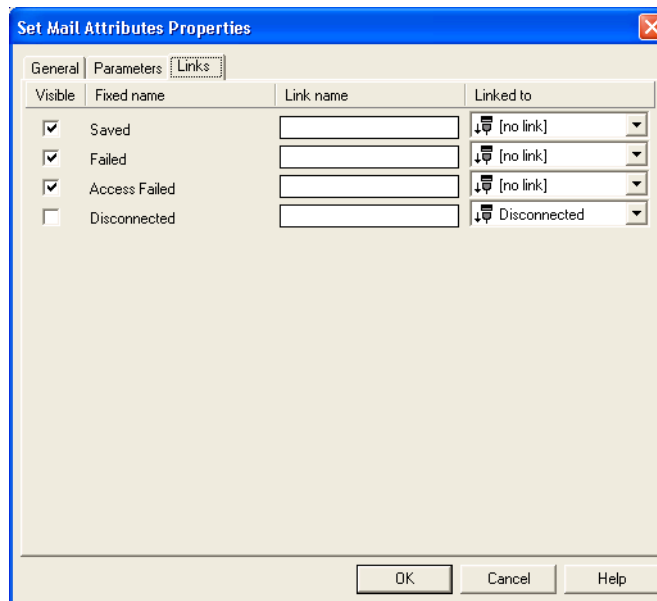 Set Mail Attributes Properties
General Parameters Links
Visible Fixed name Link name Linked to
Saved [no link]
Failed [no link]
Access Failed [no link]
Disconnected Disconnected
OK Cancel Help